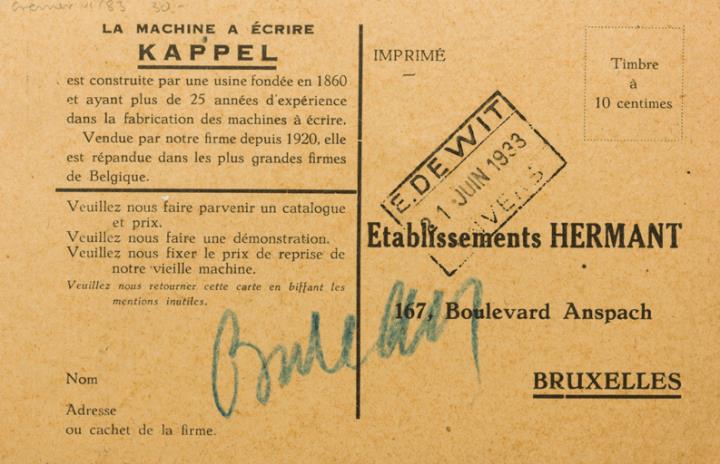 LA MACHINE A ÉCRIRE
KAPPEL
est construite par une usine fondée en 1860
et ayant plus de 25 années d'expérience
dans la fabrication des machines à écrire.
Vendue par notre firme depuis 1920, elle
est répandue dans les plus grandes firmes
de Belgique.
Veuillez nous faire parvenir un catalogue
et prix.
Veuillez nous faire une démonstration.
Veuillez nous fixer le prix de reprise de
notre vieille machine.
Veuillez nous retourner cette carte en biffant les
mentions inutiles.
Nom
Adresse
ou cachet de la firme.
IMPRIMÉ
Timbre
à
10 centimes
E. DEWIT
21 JUIN 1933
Etablissements HERMANT
167, Boulevard Anspach
BRUXELLES